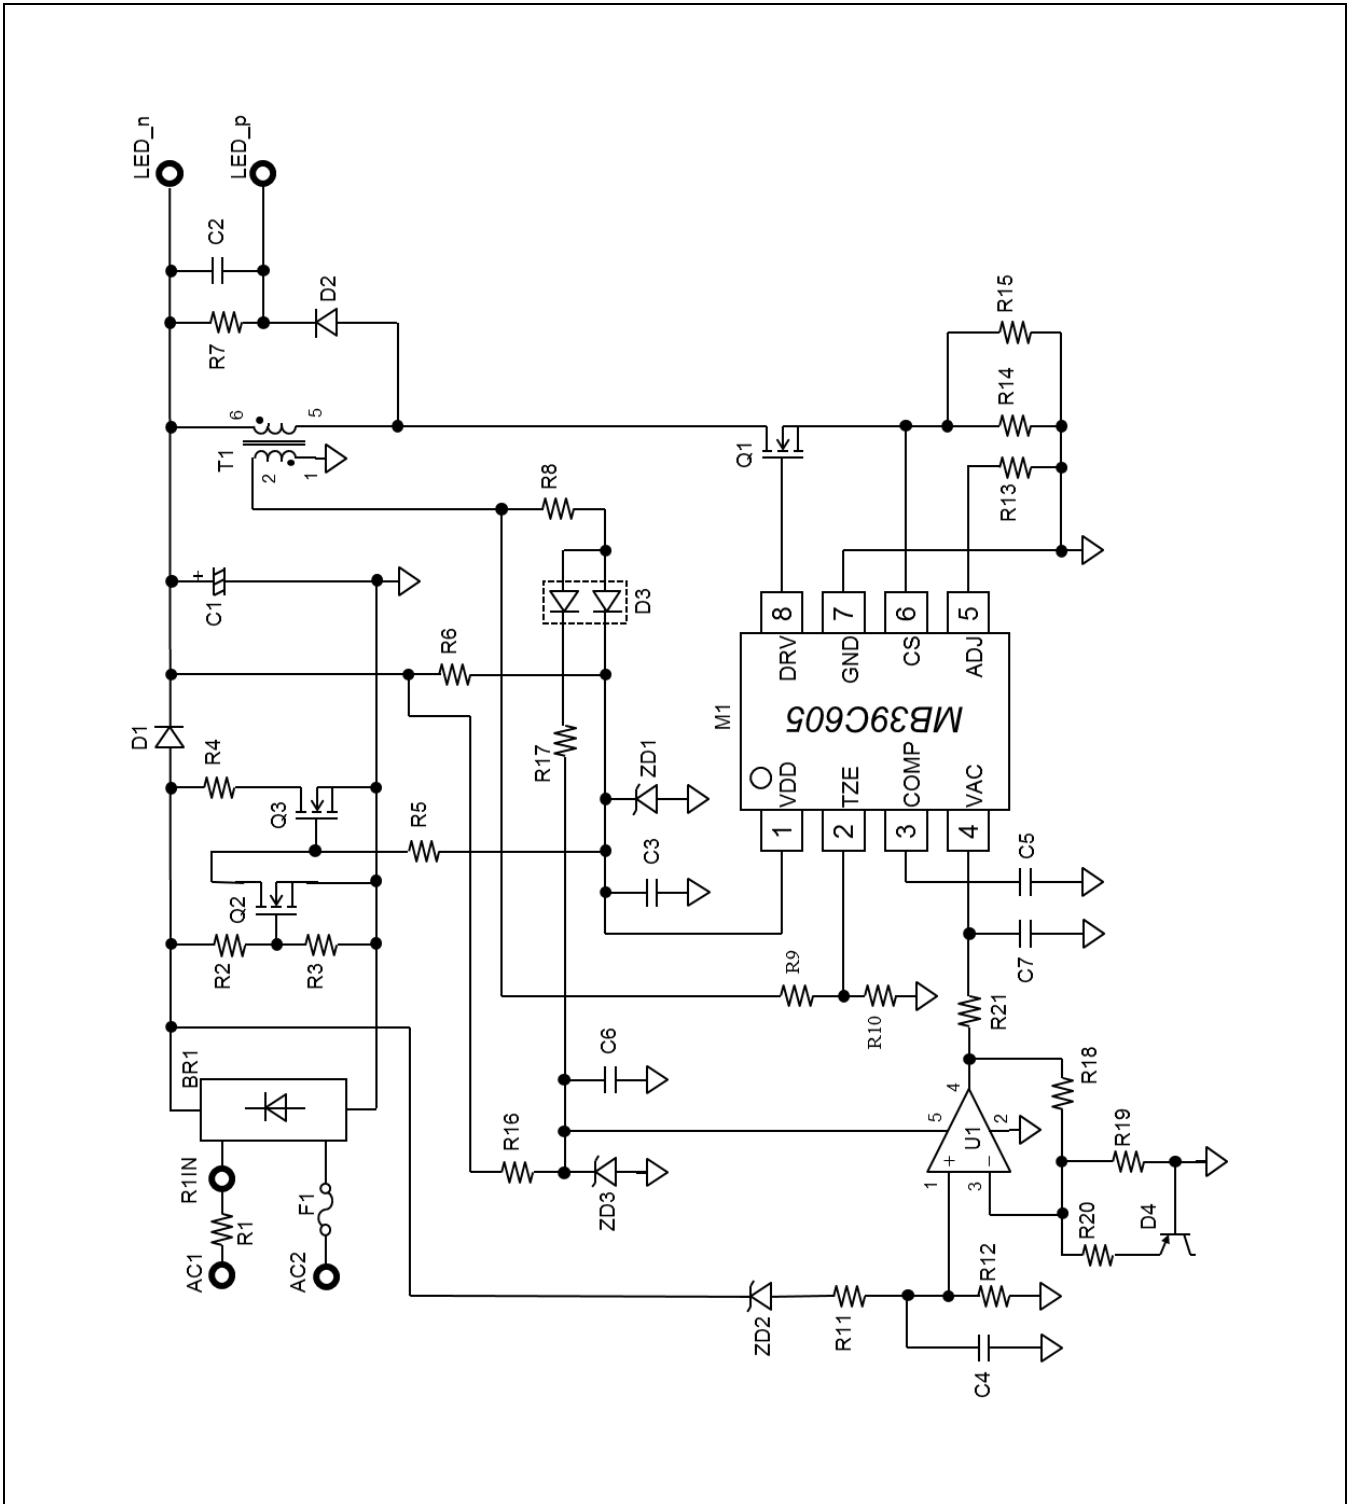 LED_n
LED_p
C2
R7
D2
R15
R14
R13
6
5
T1
2
1
Q1
R8
C1
+
D3
R6
8
7
6
5
DRV
GND
CS
ADJ
MB39C605
M1
VDD
TZE
COMP
VAC
1
2
3
4
D1
R4
Q3
R17
ZD1
R5
C3
Q2
R2
R3
C5
C7
R9
R10
R21
BR1
C6
R16
ZD3
R1IN
F1
R1
AC1
AC2
5
4
U1
2
+
–
1
3
R18
R19
R20
D4
ZD2
R11
R12
C4